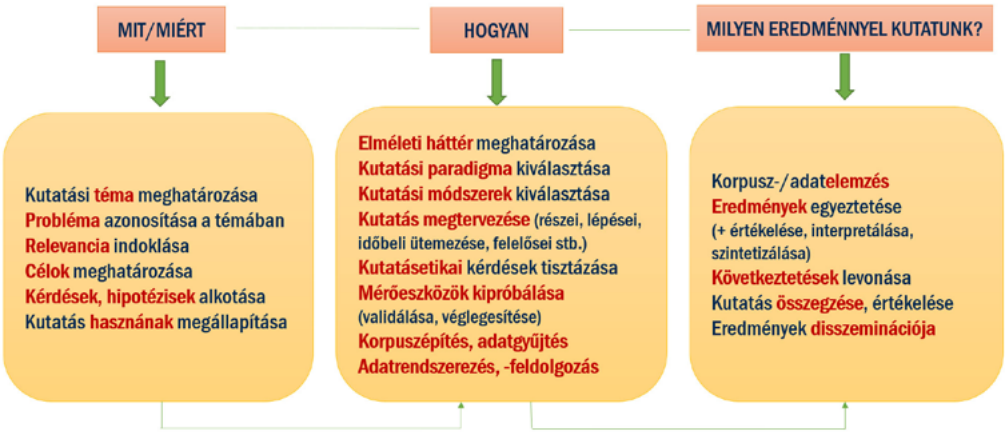 MIT/MIÉRT
HOGYAN
MILYEN EREDMÉNNYEL KUTATUNK?
Kutatási téma meghatározása
Probléma azonosítása a témában
Relevancia indoklása
Célok meghatározása
Kérdések, hipotézisek alkotása
Kutatás hasznának megállapítása
Elméleti háttér meghatározása
Kutatási paradigma kiválasztása
Kutatási módszerek kiválasztása
Kutatás megtervezése (részei, lépései,
időbeli ütemezése, felelősei stb.)
Kutatásetikai kérdések tisztázása
Mérőeszközök kipróbálása
(validálása, véglegesítése)
Korpuszépítés, adatgyűjtés
Adatrendszerezés, -feldolgozás
Korpusz-/adatelemzés
Eredmények egyeztetése
(+ értékelése, interpretálása,
szintetizálása)
Következtetések levonása
Kutatás összegzése, értékelése
Eredmények disszeminációja